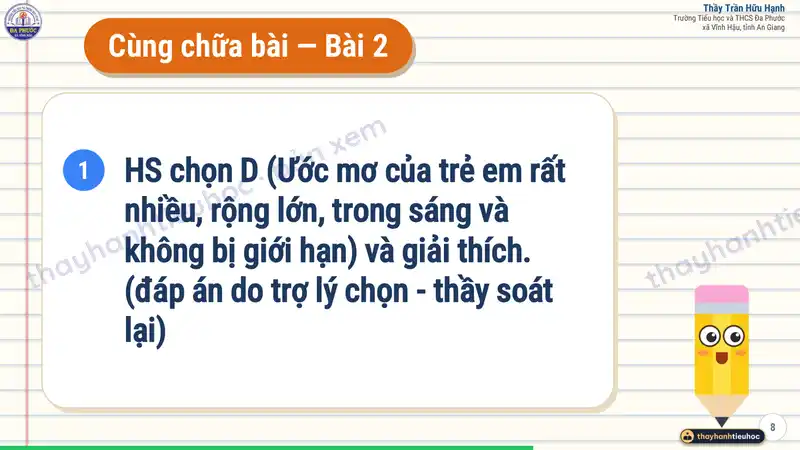 Thầy Trần Hữu Hạnh
Trường Tiểu học và THCS Đa Phước
xã Vĩnh Hậu, tỉnh An Giang
ĐA PHƯỚC
Cùng chữa bài – Bài 2
1
HS chọn D (Ước mơ của trẻ em rất
nhiều, rộng lớn, trong sáng và
không bị giới hạn) và giải thích.
(đáp án do trợ lý chọn - thầy soát
lại)
thayhanhtieuhoc
8